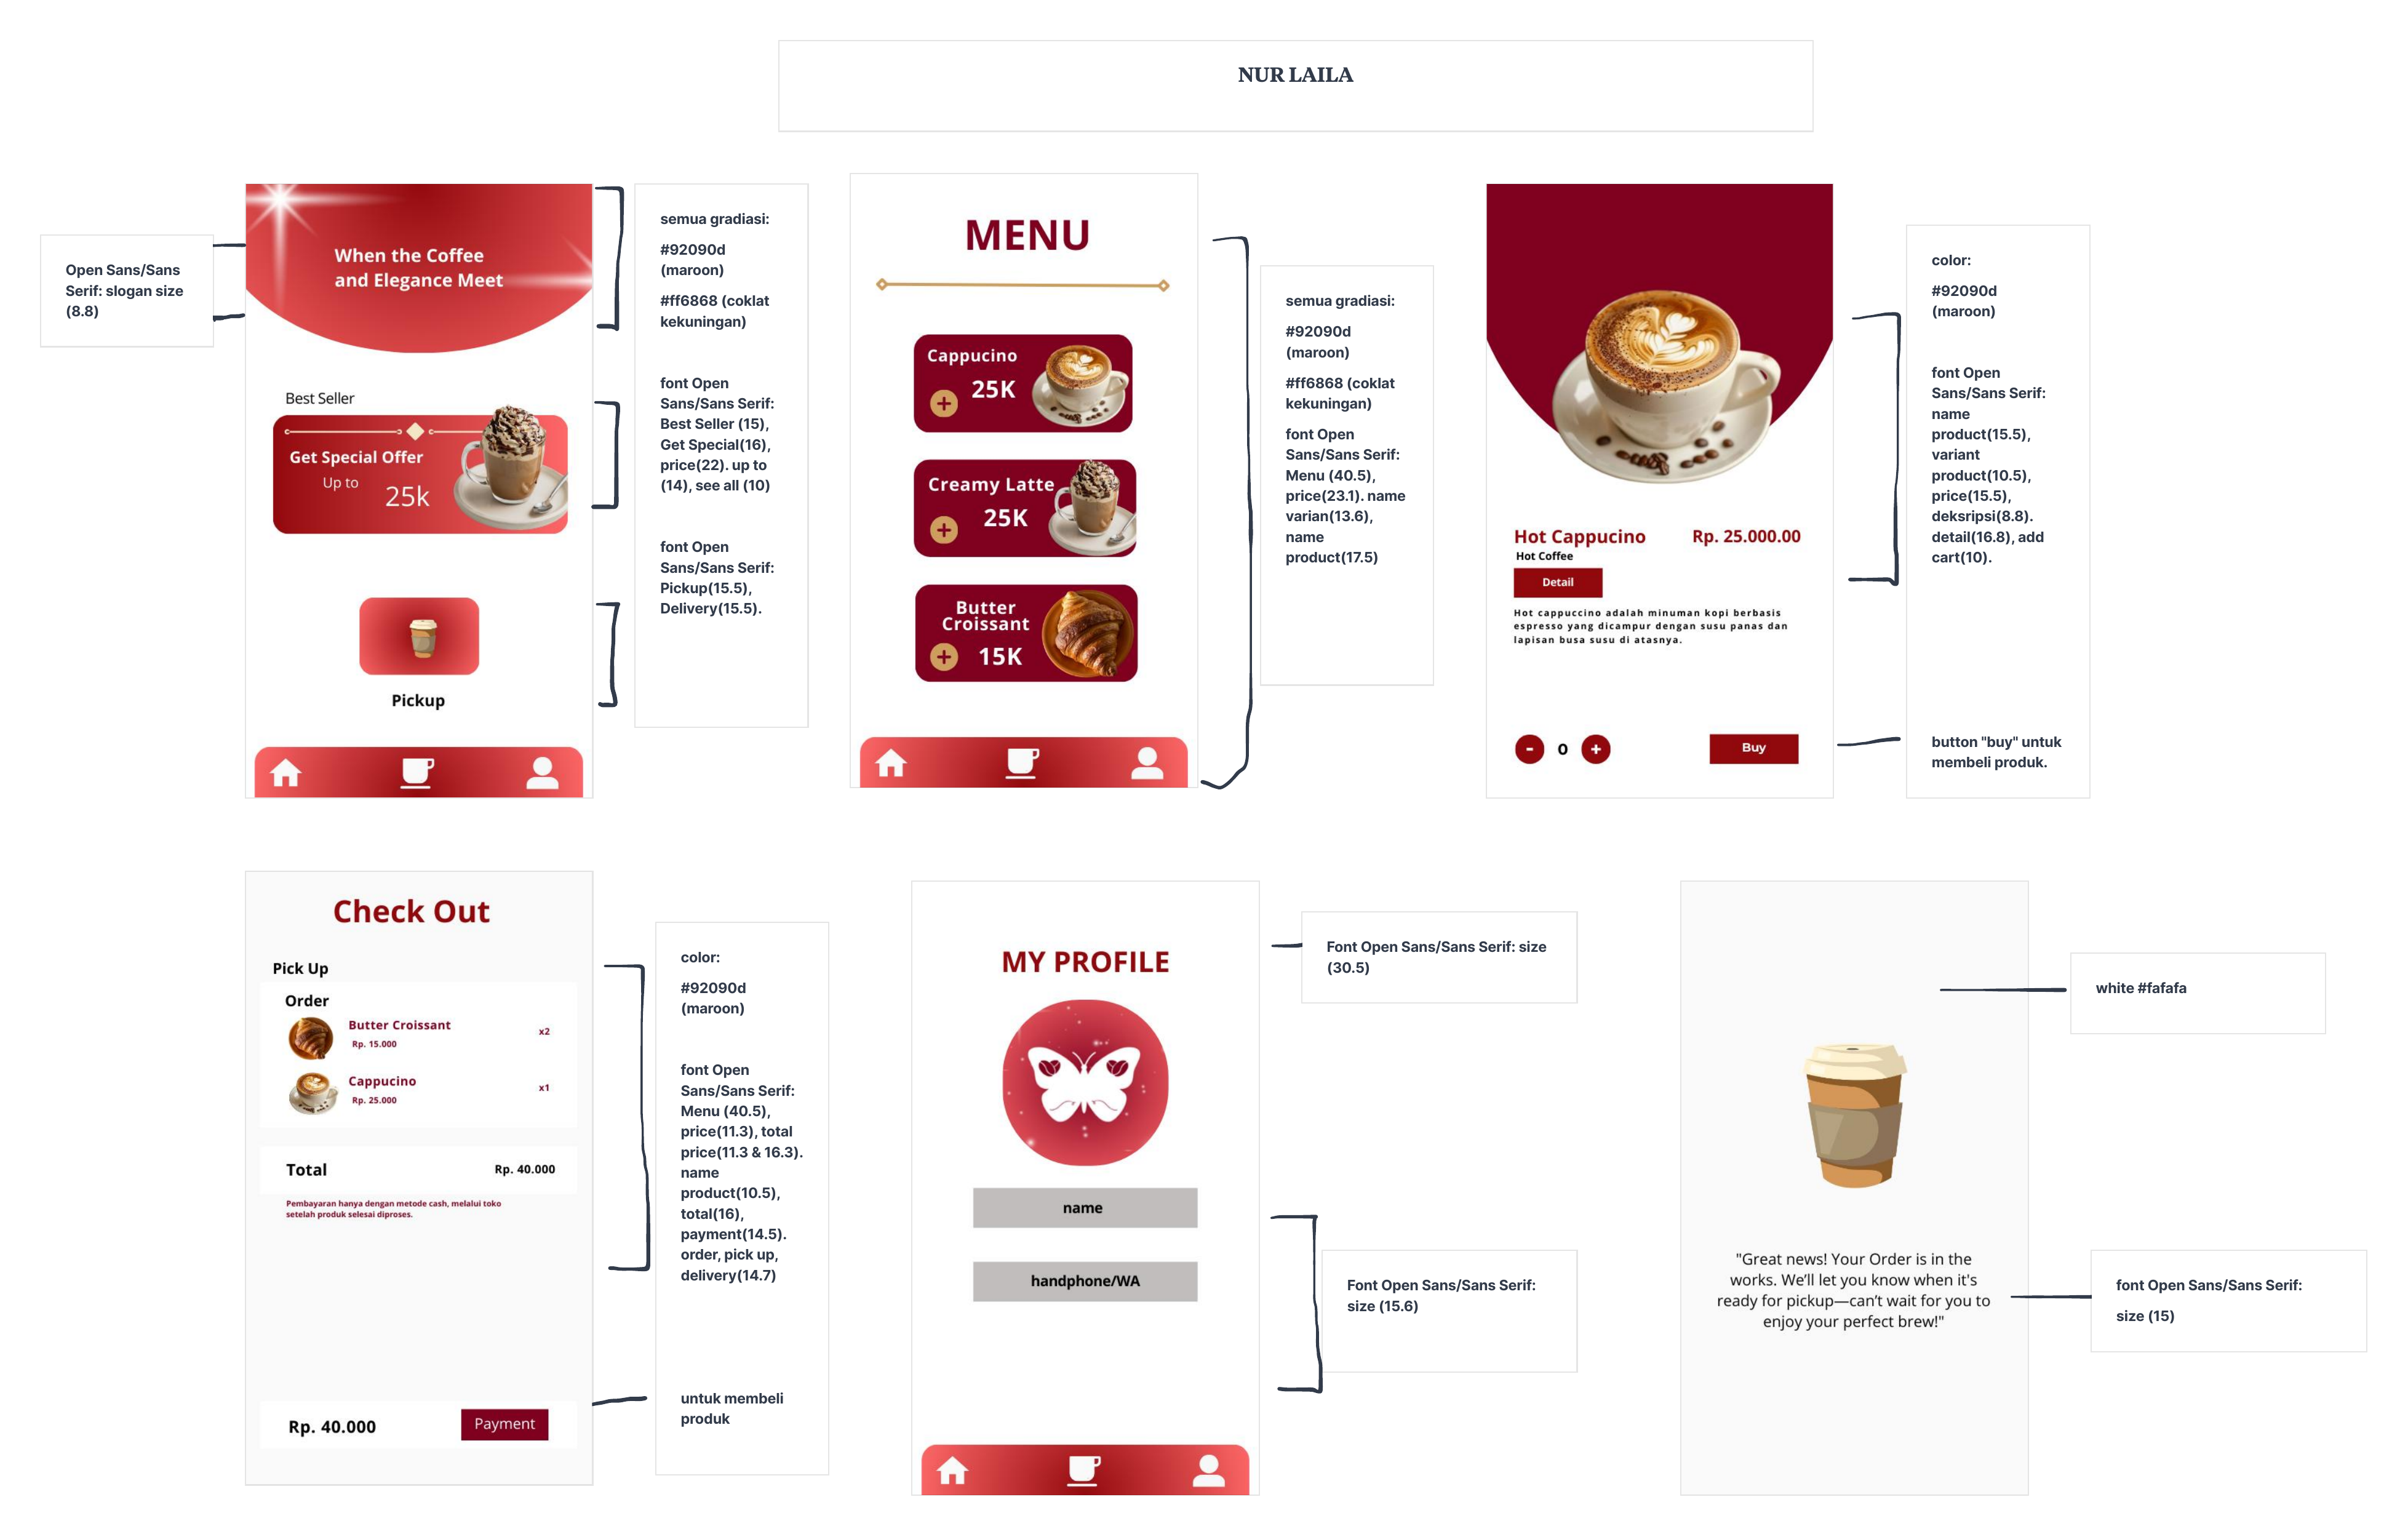 NUR LAILA
Open Sans/Sans
Serif: slogan size
(8.8)
When the Coffee
and Elegance Meet
Best Seller
Get Special Offer
Up to
25k
Pickup
semua gradiasi:
#92090d
(maroon)
#ff6868 (coklat
kekuningan)
font Open
Sans/Sans Serif:
Best Seller (15),
Get Special(16),
price(22). up to
(14), see all (10)
font Open
Sans/Sans Serif:
Pickup(15.5),
Delivery(15.5).
MENU
Cappucino
+ 25K
Creamy Latte
25K
+
Butter
Croissant
+ 15K
semua gradiasi:
#92090d
(maroon)
#ff6868 (coklat
kekuningan)
font Open
Sans/Sans Serif:
Menu (40.5),
price(23.1). name
varian(13.6),
name
product(17.5)
Hot Cappucino Rp. 25.000.00
Hot Coffee
Detail
Hot cappuccino adalah minuman kopi berbasis
espresso yang dicampur dengan susu panas dan
lapisan busa susu di atasnya.
- 0 + Buy
color:
#92090d
(maroon)
font Open
Sans/Sans Serif:
name
product(15.5),
variant
product(10.5),
price(15.5),
deksripsi(8.8).
detail(16.8), add
cart(10).
button "buy" untuk
membeli produk.
Check Out
Pick Up
Order
Butter Croissant
x2
Rp. 15.000
Cappucino
x1
Rp. 25.000
Total Rp. 40.000
Pembayaran hanya dengan metode cash, melalui toko
setelah produk selesai diproses.
Rp. 40.000 Payment
color:
#92090d
(maroon)
font Open
Sans/Sans Serif:
Menu (40.5),
price(11.3), total
price(11.3 & 16.3).
name
product(10.5),
total(16),
payment(14.5).
order, pick up,
delivery(14.7)
untuk membeli
produk
MY PROFILE
name
handphone/WA
Font Open Sans/Sans Serif: size
(30.5)
Font Open Sans/Sans Serif:
size (15.6)
"Great news! Your Order is in the
works. We’ll let you know when it's
ready for pickup—can’t wait for you to
enjoy your perfect brew!"
white #fafafa
font Open Sans/Sans Serif:
size (15)